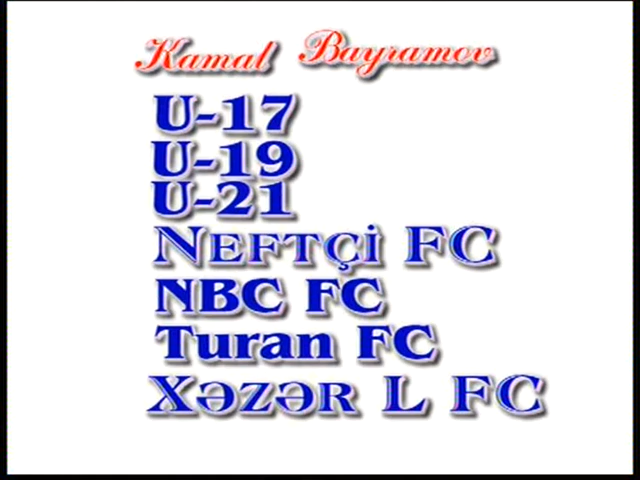 Kamal Bayramov
U-17
U-19
U-21
NEFTÇİ FC
NBC FC
Turan FC
XƏZƏR L FC